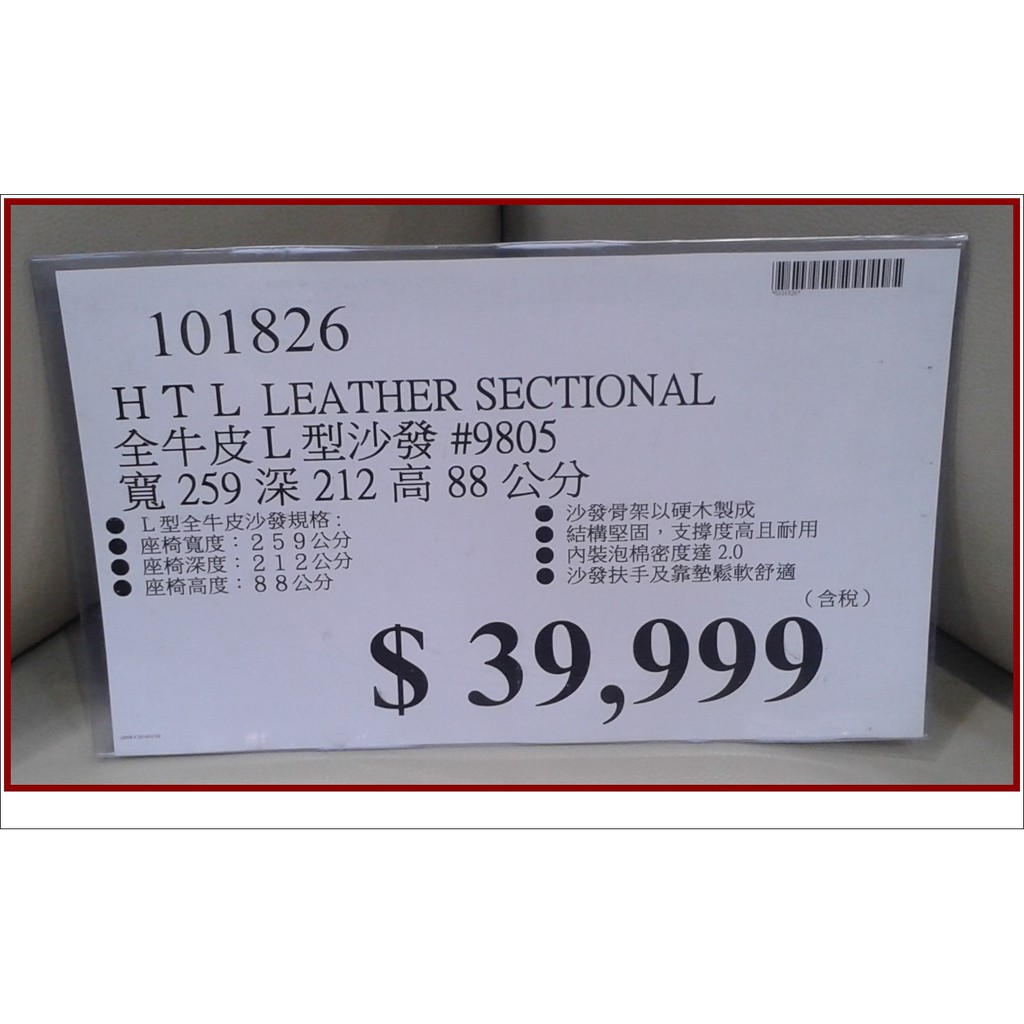 101826
ＨＴＬ LEATHER SECTIONAL
全牛皮Ｌ型沙發 #9805
寬 259 深 212 高 88 公分
● Ｌ型全牛皮沙發規格：
● 座椅寬度：２５９公分
● 座椅深度：２１２公分
● 座椅高度：８８公分
● 沙發骨架以硬木製成
● 結構堅固，支撐度高且耐用
● 內裝泡棉密度達 2.0
● 沙發扶手及靠墊鬆軟舒適
（含稅）
$ 39,999